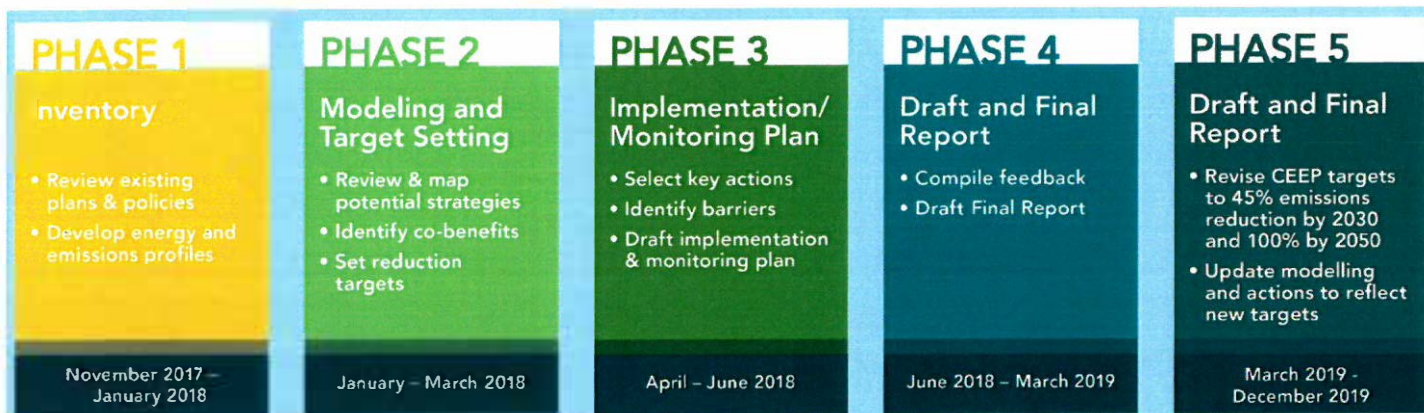 PHASE 1
nventory
• Review existing
plans & policies
• Develop energy and
emissions profiles
November 2017 –
January 2018
PHASE 2
Modeling and
Target Setting
• Review & map
potential strategies
• Identify co-benefits
• Set reduction
targets
January – March 2018
PHASE 3
Implementation/
Monitoring Plan
• Select key actions
• Identify barriers
• Draft implementation
& monitoring plan
April – June 2018
PHASE 4
Draft and Final
Report
• Compile feedback
• Draft Final Report
June 2018 – March 2019
PHASE 5
Draft and Final
Report
• Revise CEEP targets
to 45% emissions
reduction by 2030
and 100% by 2050
• Update modelling
and actions to reflect
new targets
March 2019 -
December 2019